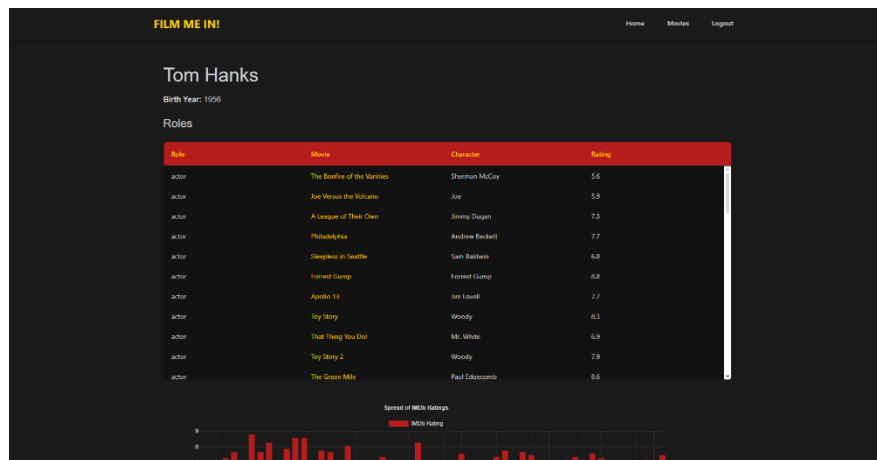 FILM ME IN!
Home Movies Logout
Tom Hanks
Birth Year: 1956
Roles
Role Movie Character Rating
actor The Bonfire of the Vanities Sherman McCoy 5.6
actor Joe Versus the Volcano Joe 5.9
actor A League of Their Own Jimmy Dugan 7.3
actor Philadelphia Andrew Beckett 7.7
actor Sleepless in Seattle Sam Baldwin 6.8
actor Forrest Gump Forrest Gump 8.8
actor Apollo 13 Jim Lovell 7.7
actor Toy Story Woody 8.3
actor That Thing You Do! Mr. White 6.9
actor Toy Story 2 Woody 7.9
actor The Green Mile Paul Edgecomb 8.6
Spread of IMDb Ratings
IMDb Rating
9
8